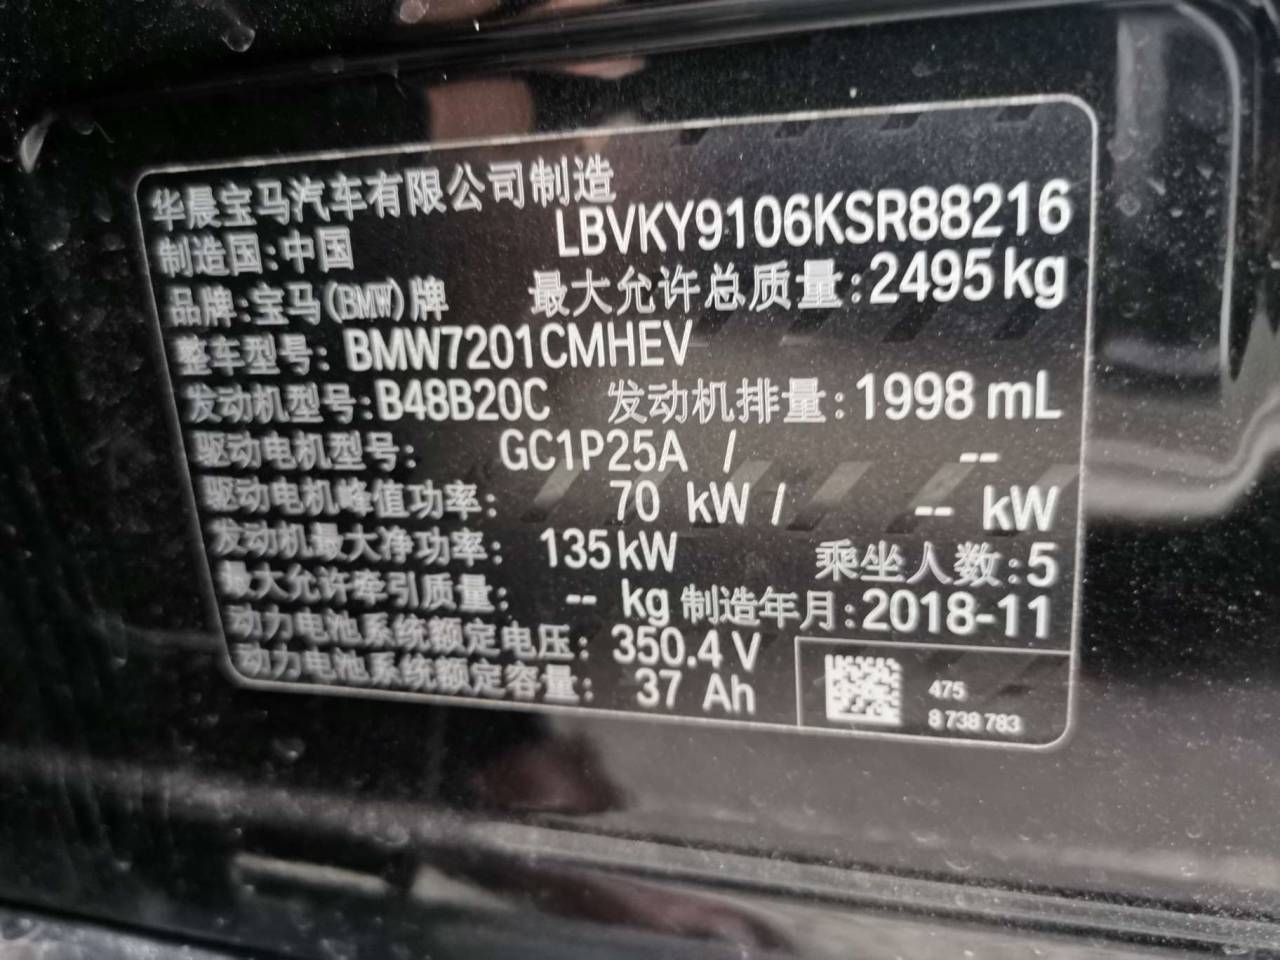 华晨宝马汽车有限公司制造
LBVKY9106KSR88216
制造国:中国
品牌:宝马(BMW)牌 最大允许总质量:2495kg
整车型号: BMW7201CMHEV
发动机型号:B48B20C 发动机排量:1998 mL
驱动电机型号: GC1P25A / --
驱动电机峰值功率: 70 kW / -- kW
发动机最大净功率: 135kW 乘坐人数:5
最大允许牵引质量: -- kg 制造年月:2018-11
动力电池系统额定电压: 350.4 V
动力电池系统额定容量: 37 Ah
475
8 738 783